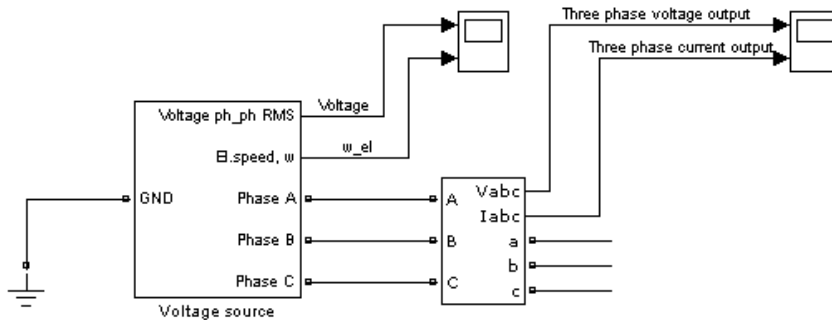 Three phase voltage output
Three phase current output
Voltage
Voltage ph_ph RMS
w_el
El.speed, w
GND
Phase A
Phase B
Phase C
A
B
C
Vabc
Iabc
a
b
c
Voltage source